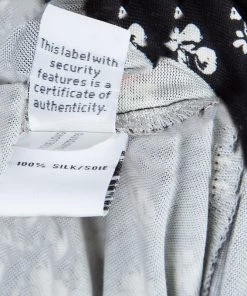 This label with
security
features is a
certificate of
authenticity.
100% SILK/SOIE